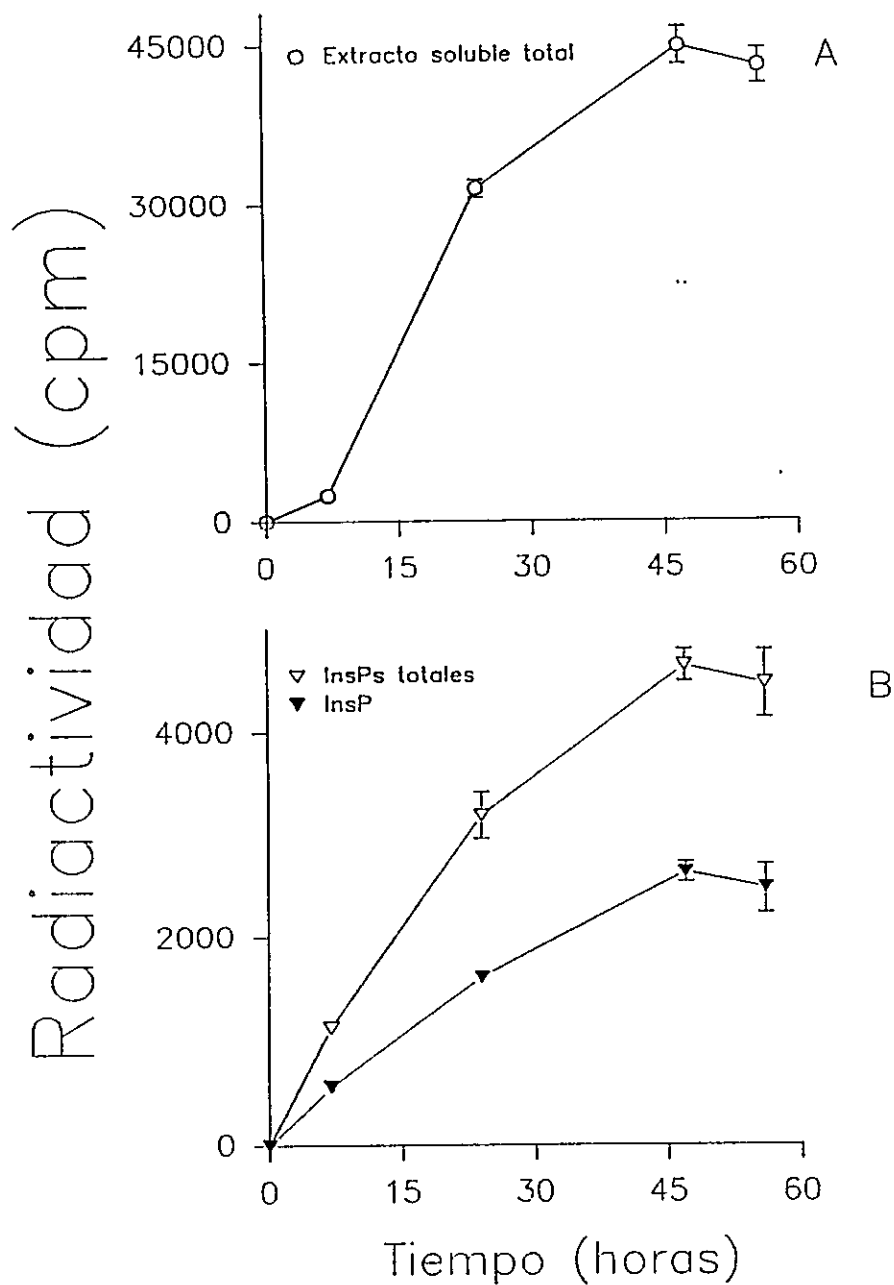 Radiactividad (cpm)
45000
30000
15000
0
Extracto soluble total
A
0 15 30 45 60
4000
2000
0
InsPs totales
InsP
B
0 15 30 45 60
Tiempo (horas)